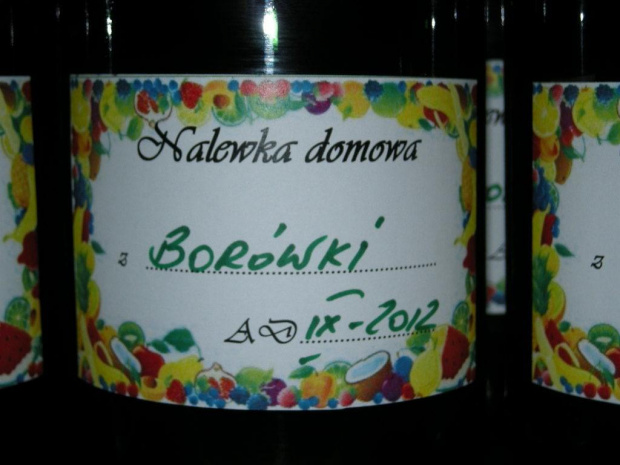 Nalewka domowa
z BORÓWKI
AD IX-2012
z